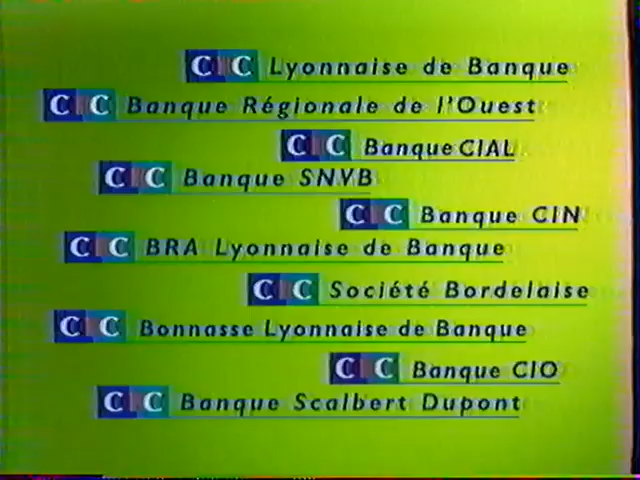 CIC Lyonnaise de Banque
CIC Banque Régionale de l'Ouest
CIC Banque CIAL
CIC Banque SNVB
CIC Banque CIN
CIC BRA Lyonnaise de Banque
CIC Société Bordelaise
CIC Bonnasse Lyonnaise de Banque
CIC Banque CIO
CIC Banque Scalbert Dupont